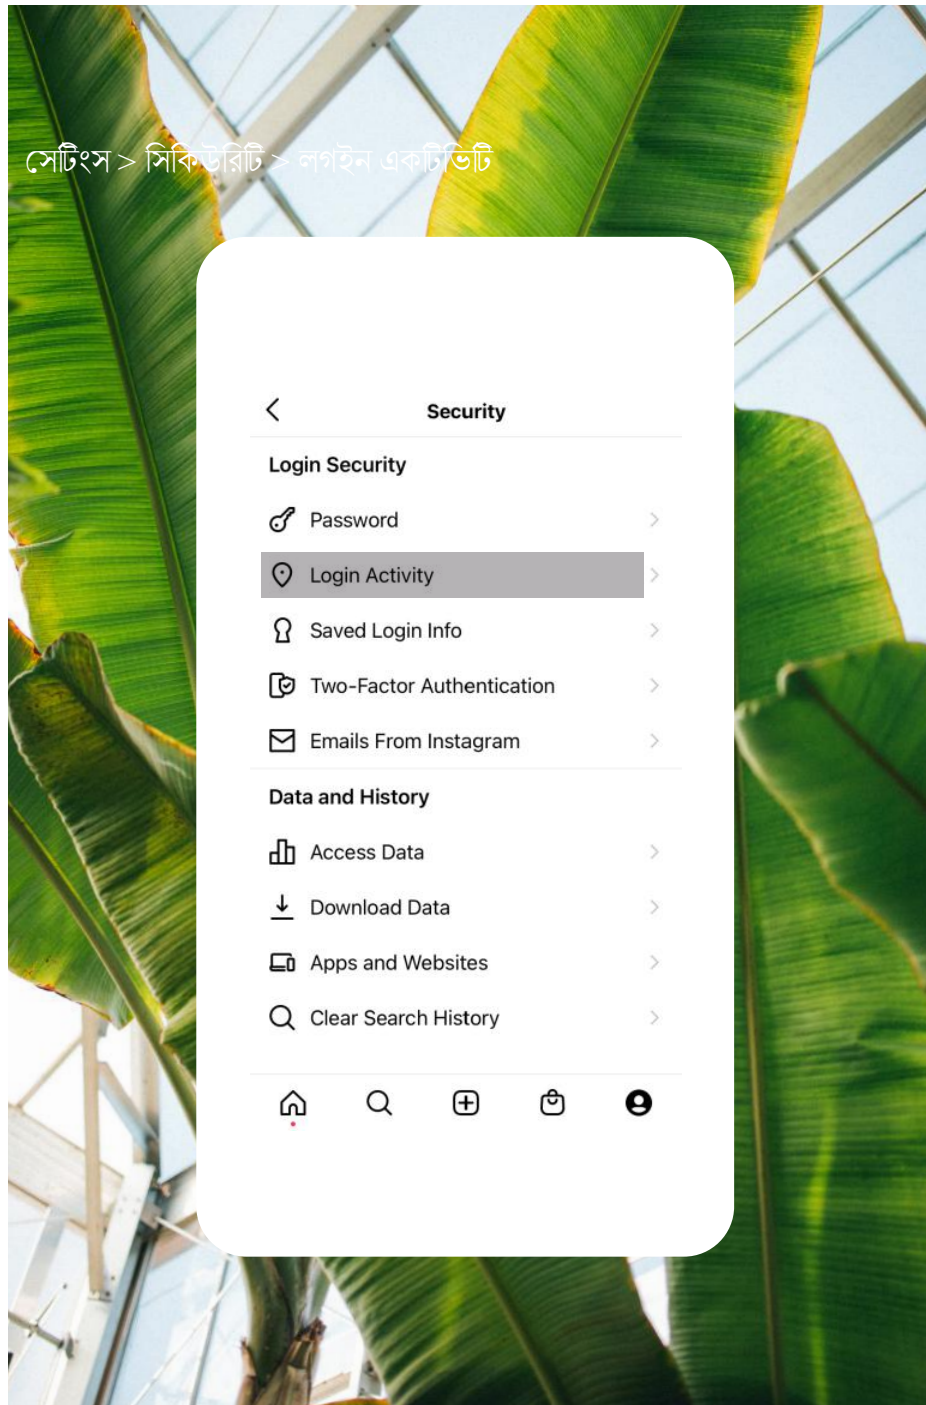 সেটিংস > সিকিউরিটি > লগইন একটিভিটি
Security
Login Security
Password
Login Activity
Saved Login Info
Two-Factor Authentication
Emails From Instagram
Data and History
Access Data
Download Data
Apps and Websites
Clear Search History